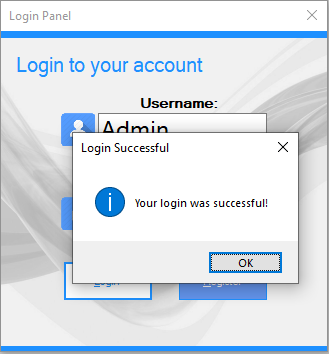 Login Panel
Login to your account
Username:
Admin
Login Successful
Your login was successful!
OK
Login
Register